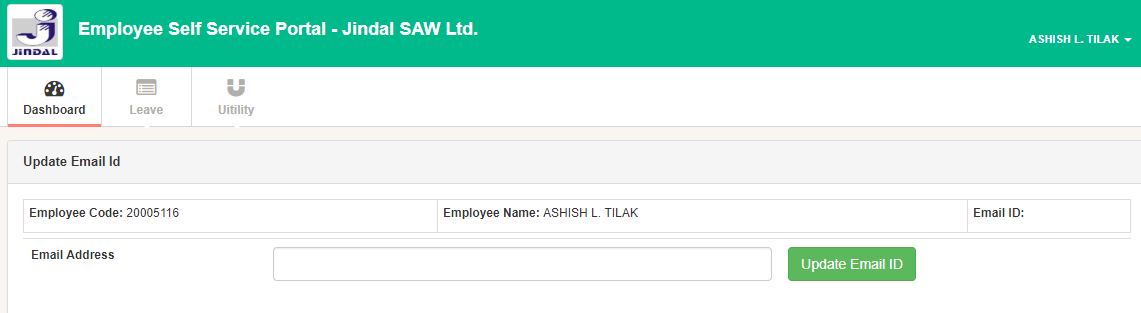 JINDAL
Employee Self Service Portal - Jindal SAW Ltd.
ASHISH L. TILAK
Dashboard
Leave
Uitility
Update Email Id
Employee Code: 20005116
Employee Name: ASHISH L. TILAK
Email ID:
Email Address
Update Email ID